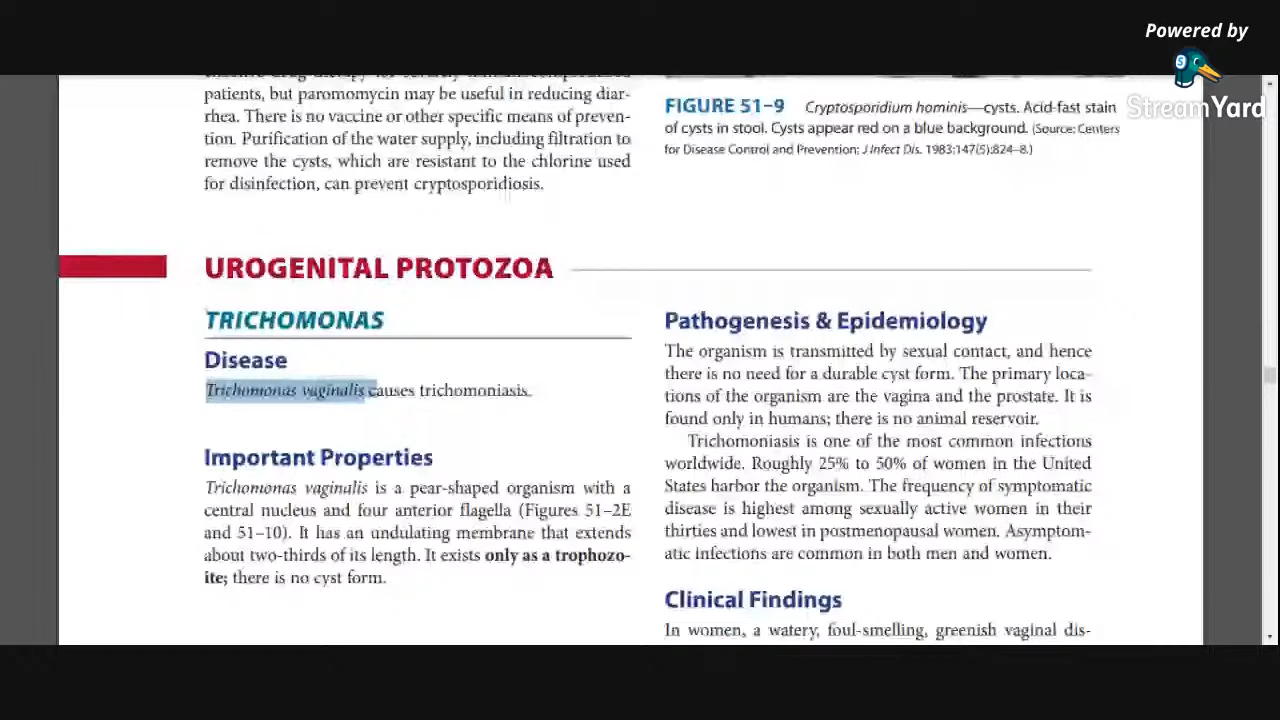 Powered by
StreamYard
patients, but paromomycin may be useful in reducing diar-
rhea. There is no vaccine or other specific means of preven-
tion. Purification of the water supply, including filtration to
remove the cysts, which are resistant to the chlorine used
for disinfection, can prevent cryptosporidiosis.
FIGURE 51–9 Cryptosporidium hominis—cysts. Acid-fast stain
of cysts in stool. Cysts appear red on a blue background. (Source: Centers
for Disease Control and Prevention; J Infect Dis. 1983;147(5):824–8.)
UROGENITAL PROTOZOA
TRICHOMONAS
Disease
Trichomonas vaginalis causes trichomoniasis.
Important Properties
Trichomonas vaginalis is a pear-shaped organism with a
central nucleus and four anterior flagella (Figures 51–2E
and 51–10). It has an undulating membrane that extends
about two-thirds of its length. It exists only as a trophozo-
ite; there is no cyst form.
Pathogenesis & Epidemiology
The organism is transmitted by sexual contact, and hence
there is no need for a durable cyst form. The primary loca-
tions of the organism are the vagina and the prostate. It is
found only in humans; there is no animal reservoir.
Trichomoniasis is one of the most common infections
worldwide. Roughly 25% to 50% of women in the United
States harbor the organism. The frequency of symptomatic
disease is highest among sexually active women in their
thirties and lowest in postmenopausal women. Asymptom-
atic infections are common in both men and women.
Clinical Findings
In women, a watery, foul-smelling, greenish vaginal dis-